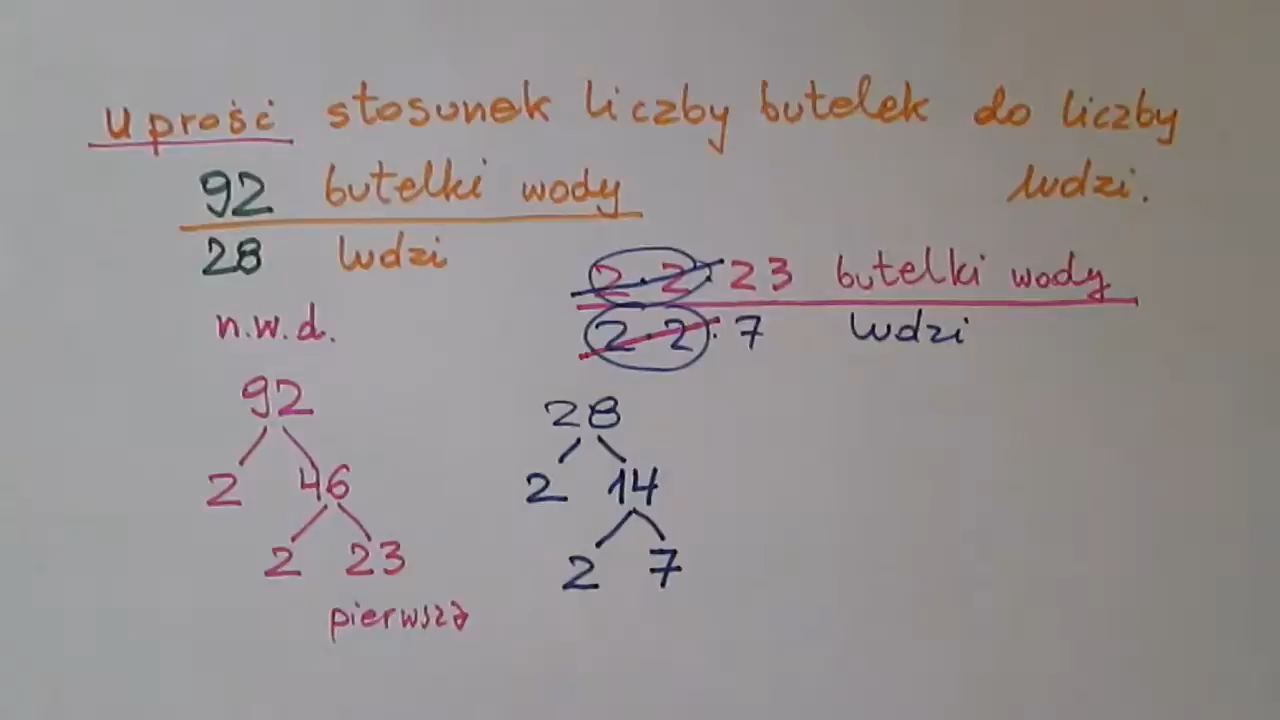 Uprość stosunek liczby butelek do liczby
ludzi.
92 butelki wody
28 ludzi
2·2·23 butelki wody
2·2·7 ludzi
n.w.d.
92
2 46
2 23
pierwsza
28
2 14
2 7